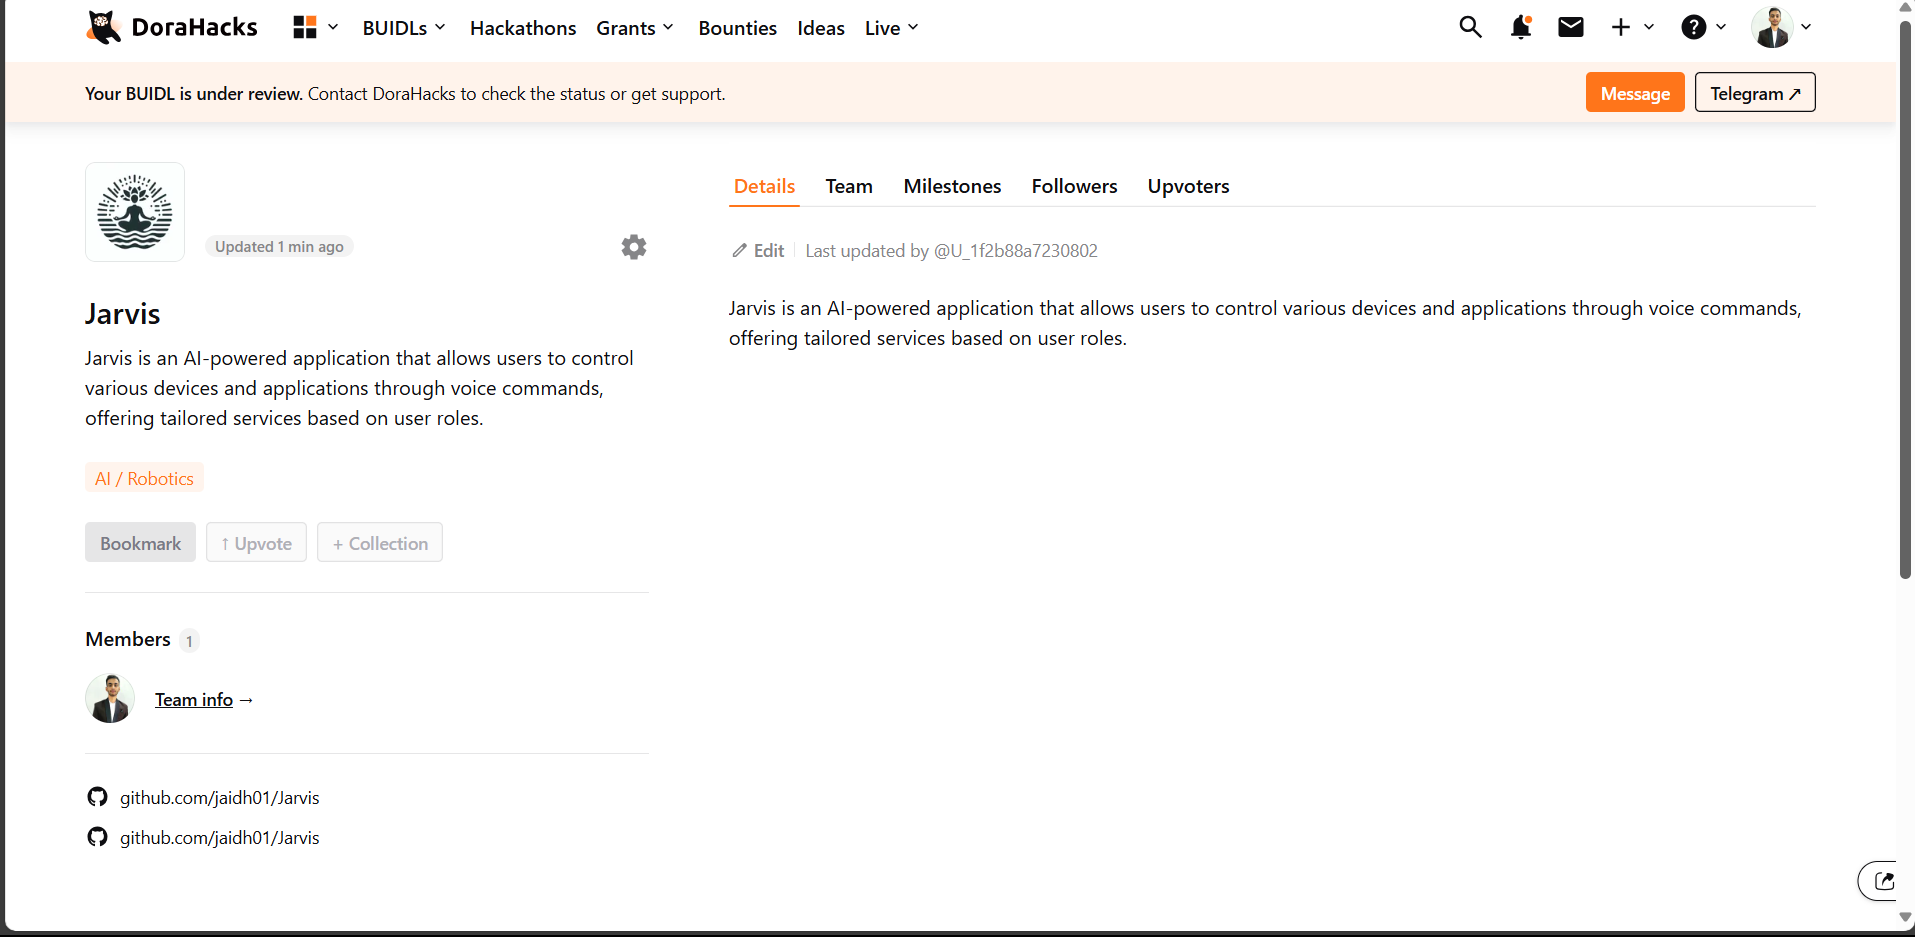 DoraHacks
BUIDLs
Hackathons
Grants
Bounties
Ideas
Live
Your BUIDL is under review. Contact DoraHacks to check the status or get support.
Message
Telegram ↗
Updated 1 min ago
Jarvis
Jarvis is an AI-powered application that allows users to control
various devices and applications through voice commands,
offering tailored services based on user roles.
AI / Robotics
Bookmark
↑ Upvote
+ Collection
Members 1
Team info →
github.com/jaidh01/Jarvis
github.com/jaidh01/Jarvis
Details
Team
Milestones
Followers
Upvoters
Edit
Last updated by @U_1f2b88a7230802
Jarvis is an AI-powered application that allows users to control various devices and applications through voice commands,
offering tailored services based on user roles.